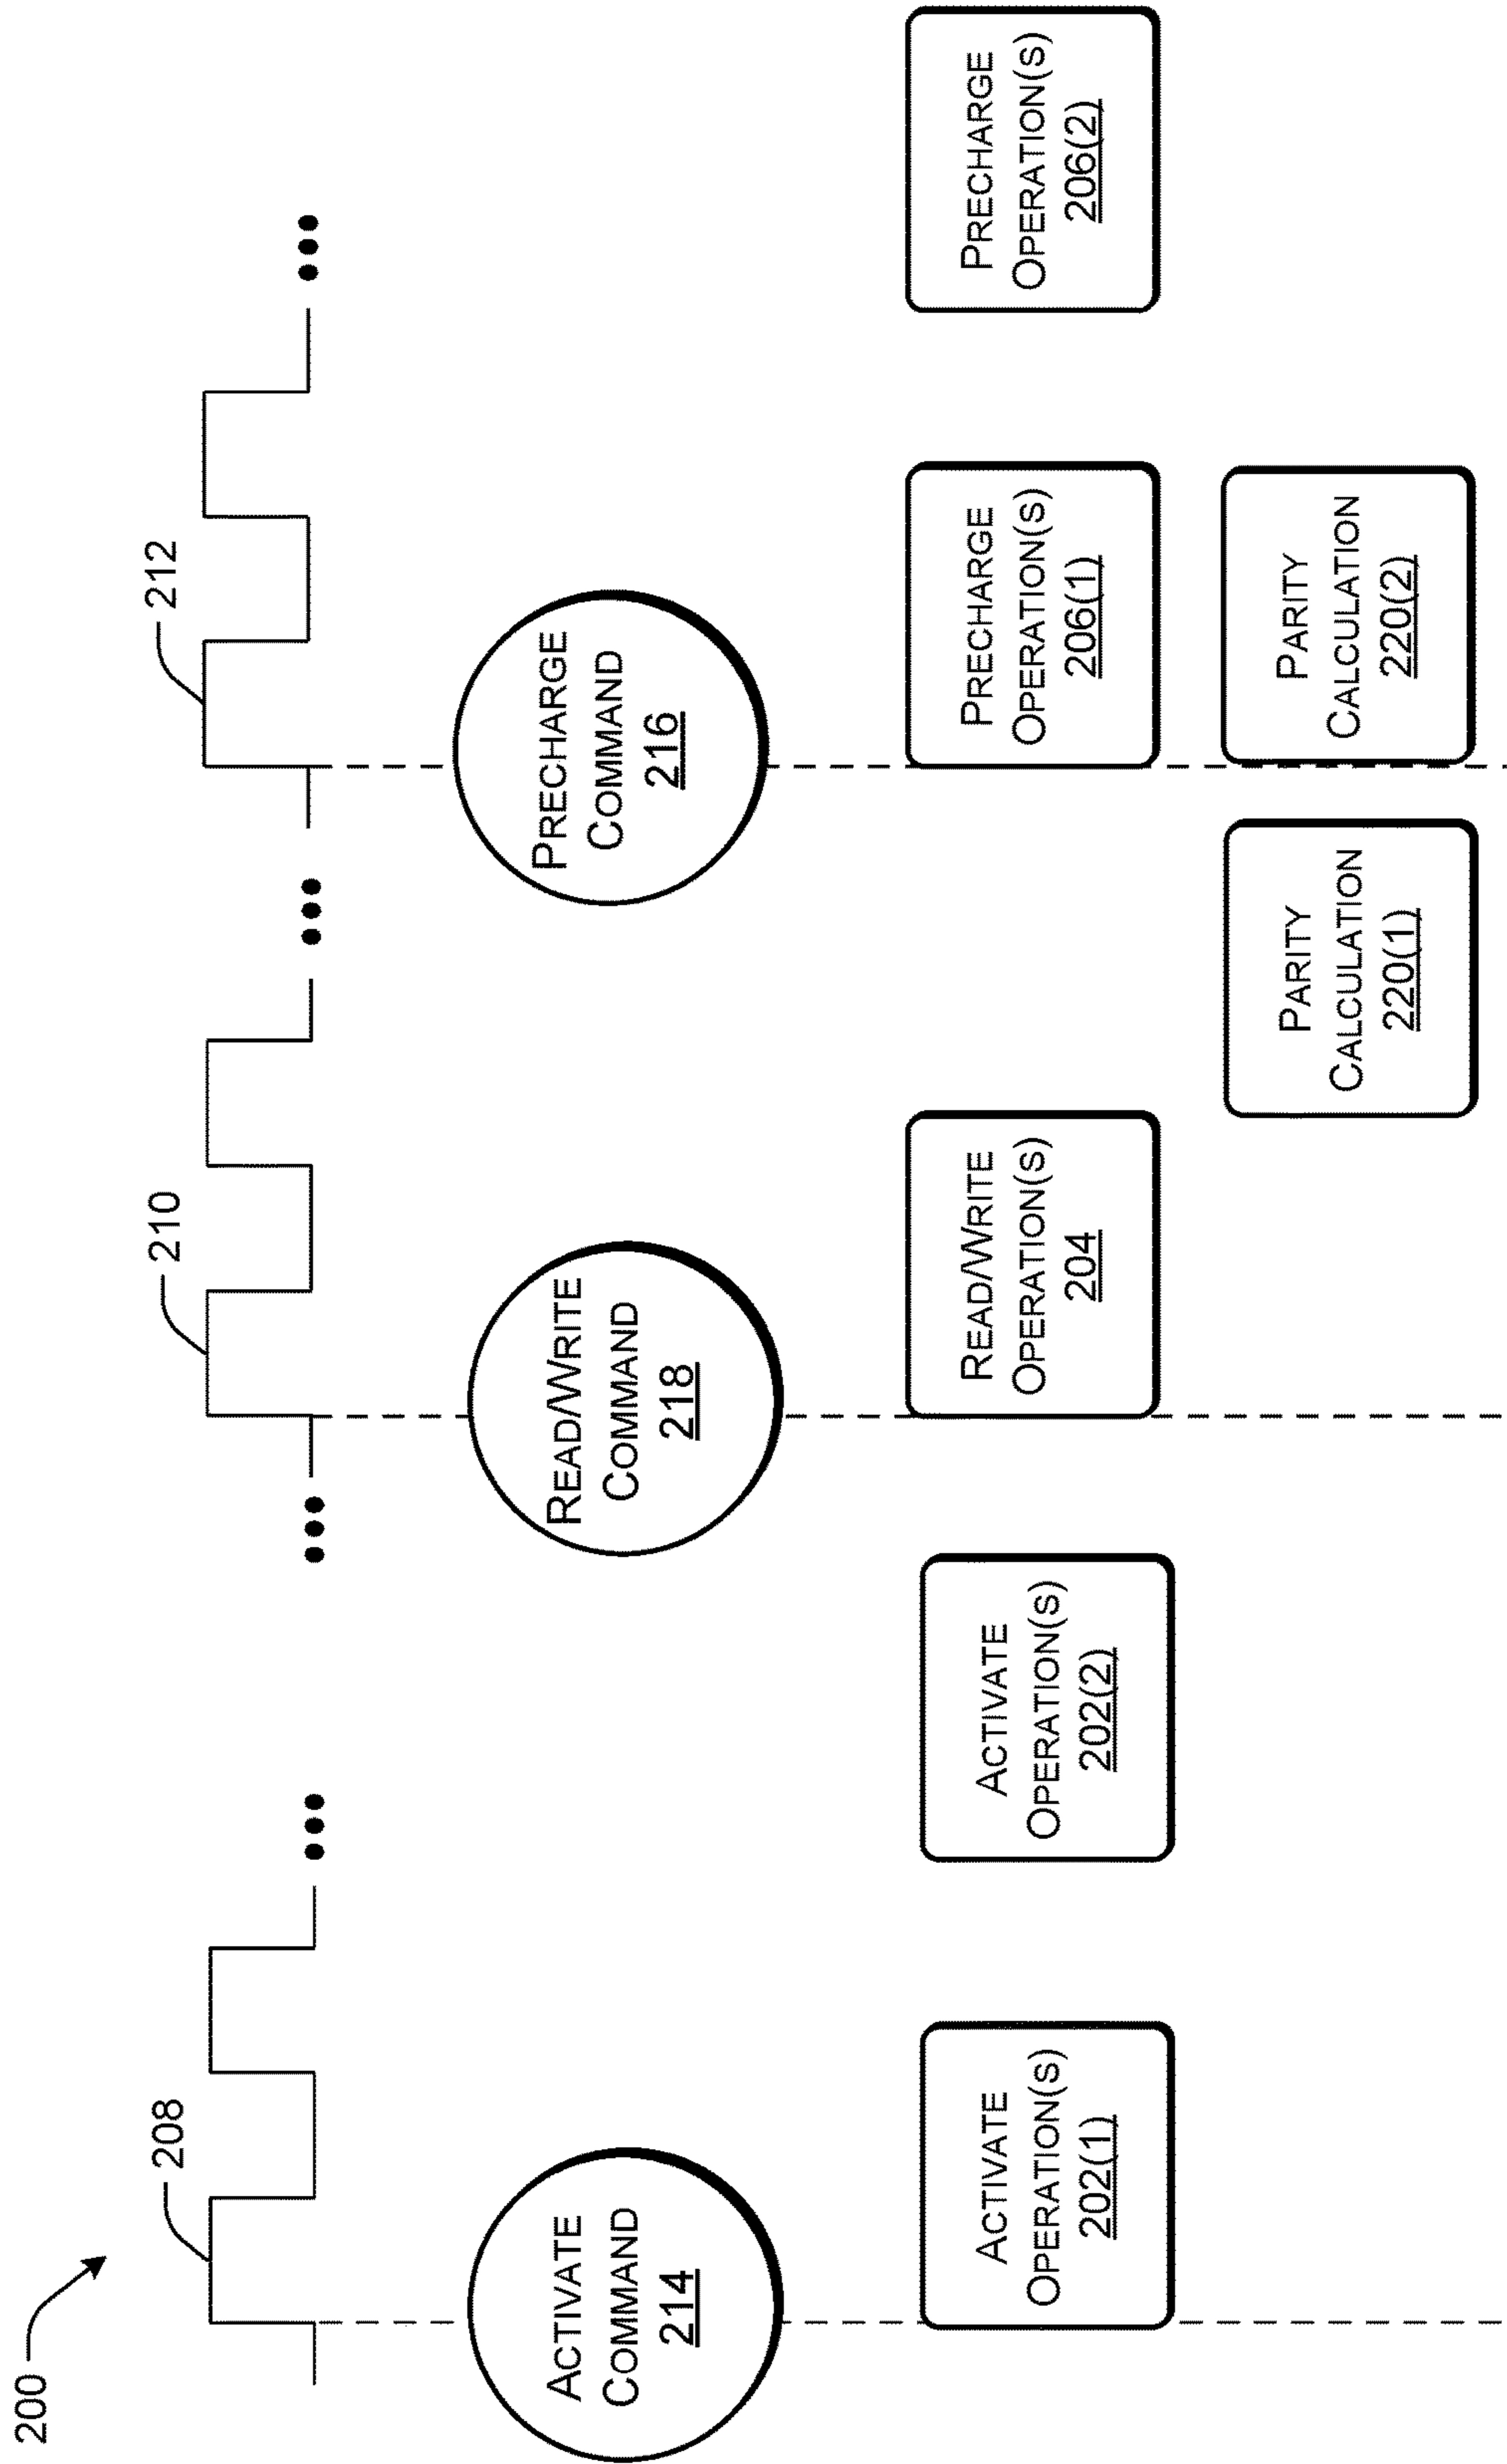 200
208
210
212
ACTIVATE
COMMAND
214
READ/WRITE
COMMAND
218
PRECHARGE
COMMAND
216
ACTIVATE
OPERATION(S)
202(1)
ACTIVATE
OPERATION(S)
202(2)
READ/WRITE
OPERATION(S)
204
PRECHARGE
OPERATION(S)
206(1)
PRECHARGE
OPERATION(S)
206(2)
PARITY
CALCULATION
220(1)
PARITY
CALCULATION
220(2)